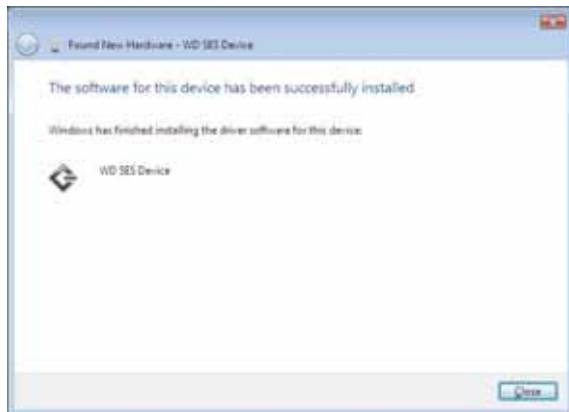 Found New Hardware - WD SES Device
The software for this device has been successfully installed
Windows has finished installing the driver software for this device:
WD SES Device
Close